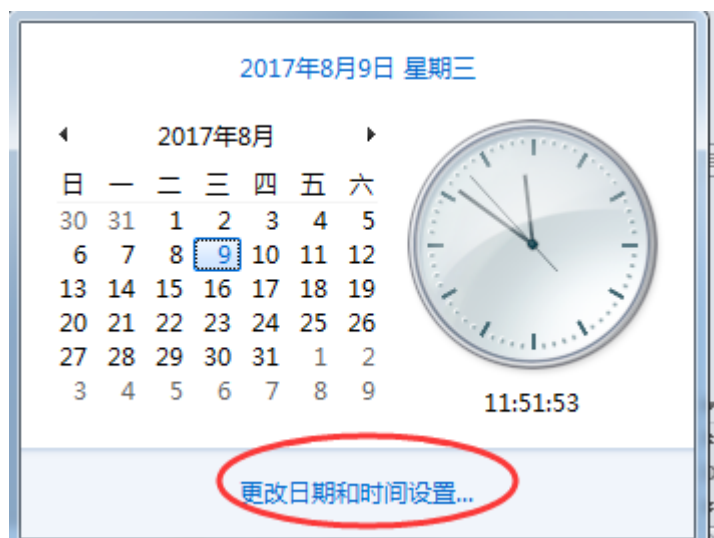 2017年8月9日 星期三
2017年8月
日 一 二 三 四 五 六
30 31 1 2 3 4 5
6 7 8 9 10 11 12
13 14 15 16 17 18 19
20 21 22 23 24 25 26
27 28 29 30 31 1 2
3 4 5 6 7 8 9
11:51:53
更改日期和时间设置...